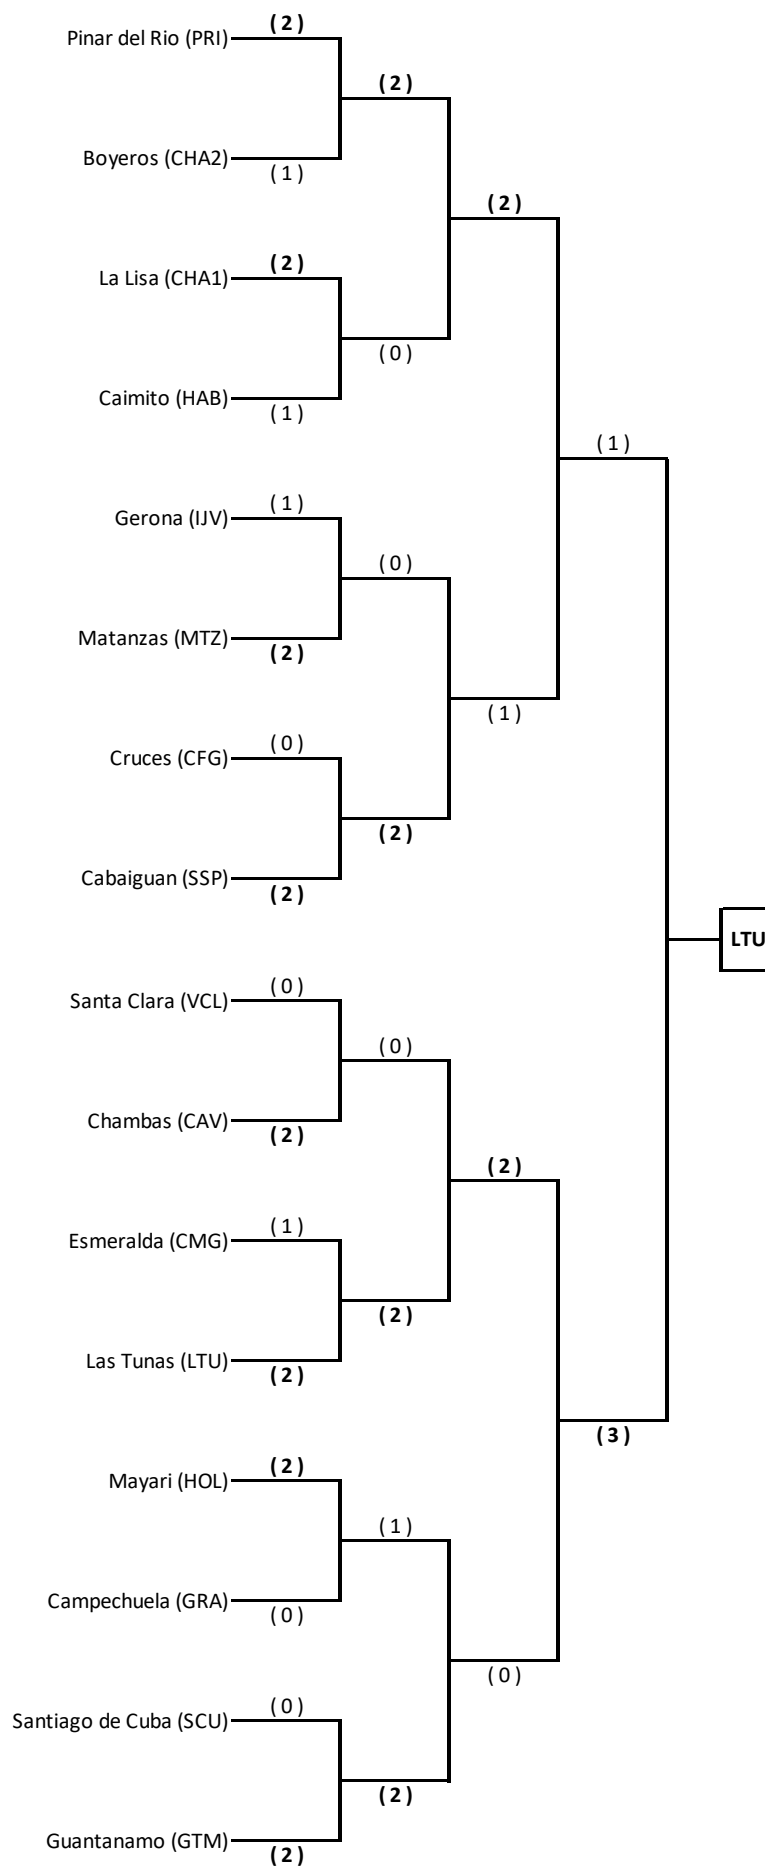 ( 2 )
Pinar del Rio (PRI)
( 2 )
Boyeros (CHA2)
( 1 )
( 2 )
( 2 )
La Lisa (CHA1)
( 0 )
Caimito (HAB)
( 1 )
( 1 )
( 1 )
Gerona (IJV)
( 0 )
Matanzas (MTZ)
( 2 )
( 1 )
( 0 )
Cruces (CFG)
( 2 )
Cabaiguan (SSP)
( 2 )
LTU
( 0 )
Santa Clara (VCL)
( 0 )
Chambas (CAV)
( 2 )
( 2 )
( 1 )
Esmeralda (CMG)
( 2 )
Las Tunas (LTU)
( 2 )
( 3 )
( 2 )
Mayari (HOL)
( 1 )
Campechuela (GRA)
( 0 )
( 0 )
( 0 )
Santiago de Cuba (SCU)
( 2 )
Guantanamo (GTM)
( 2 )